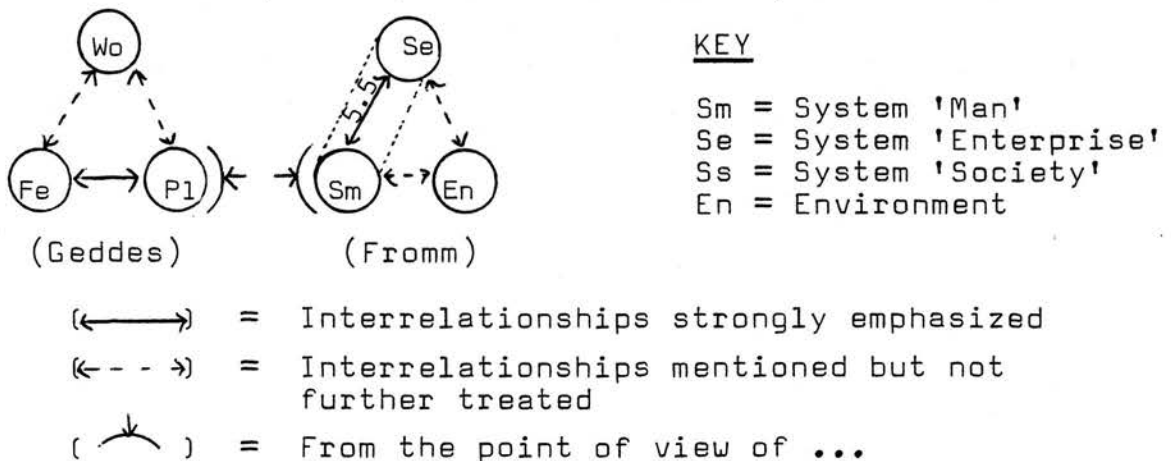 Wo
Se
5.5
Fe
Pl
Sm
En
(Geddes)
(Fromm)
KEY
Sm = System 'Man'
Se = System 'Enterprise'
Ss = System 'Society'
En = Environment
= Interrelationships strongly emphasized
= Interrelationships mentioned but not
further treated
= From the point of view of ...